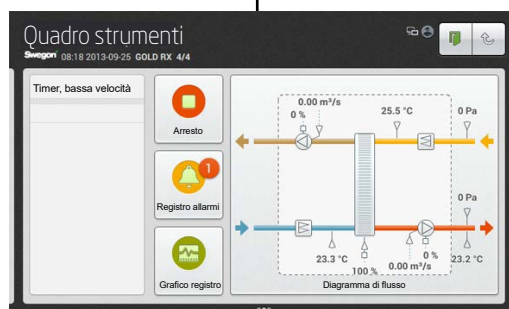 Quadro strumenti
Swegon 08:18 2013-09-25 GOLD RX 4/4
Timer, bassa velocità
Arresto
1
Registro allarmi
Grafico registro
0.00 m³/s
0 %
25.5 °C
0 Pa
0 Pa
23.3 °C
100 %
0.00 m³/s
0 %
23.2 °C
Diagramma di flusso